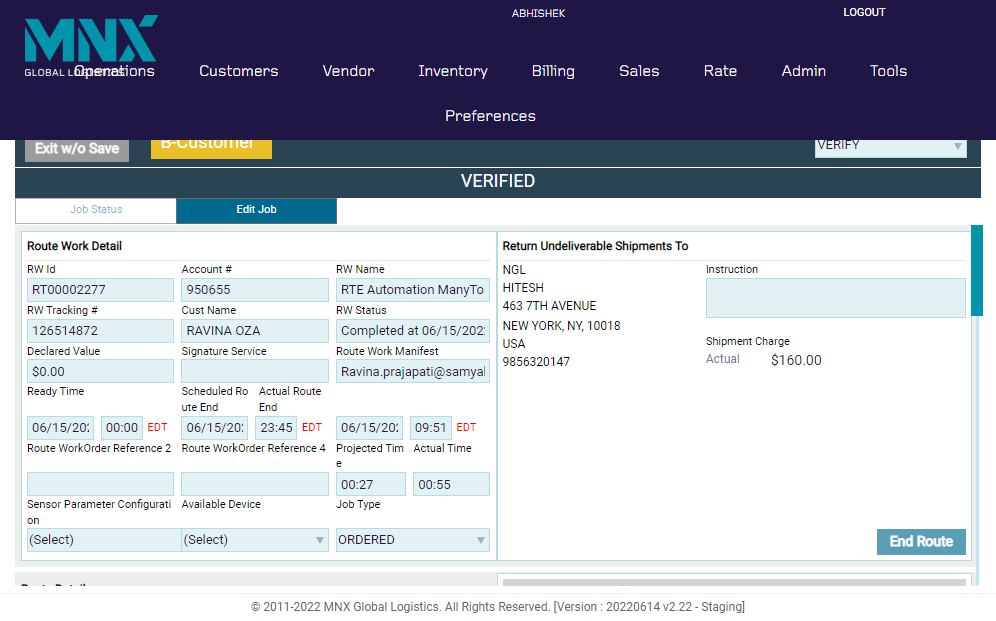 ABHISHEK
LOGOUT
MNX
GLOBAL
Operations Customers Vendor Inventory Billing Sales Rate Admin Tools
Preferences
Exit w/o Save
B-Customer
VERIFY
VERIFIED
Job Status
Edit Job
Route Work Detail
RW Id Account # RW Name
RT00002277 950655 RTE Automation ManyTo
RW Tracking # Cust Name RW Status
126514872 RAVINA OZA Completed at 06/15/202
Declared Value Signature Service Route Work Manifest
$0.00 Ravina.prajapati@samyal
Ready Time Scheduled Ro Actual Route
ute End End
06/15/202 00:00 EDT 06/15/202 23:45 EDT 06/15/202 09:51 EDT
Route WorkOrder Reference 2 Route WorkOrder Reference 4 Projected Tim Actual Time
e
00:27 00:55
Sensor Parameter Configurati Available Device Job Type
on
(Select) (Select) ORDERED
Return Undeliverable Shipments To
NGL
HITESH
463 7TH AVENUE
NEW YORK, NY, 10018
USA
9856320147
Instruction
Shipment Charge
Actual $160.00
End Route
© 2011-2022 MNX Global Logistics. All Rights Reserved. [Version : 20220614 v2.22 - Staging]